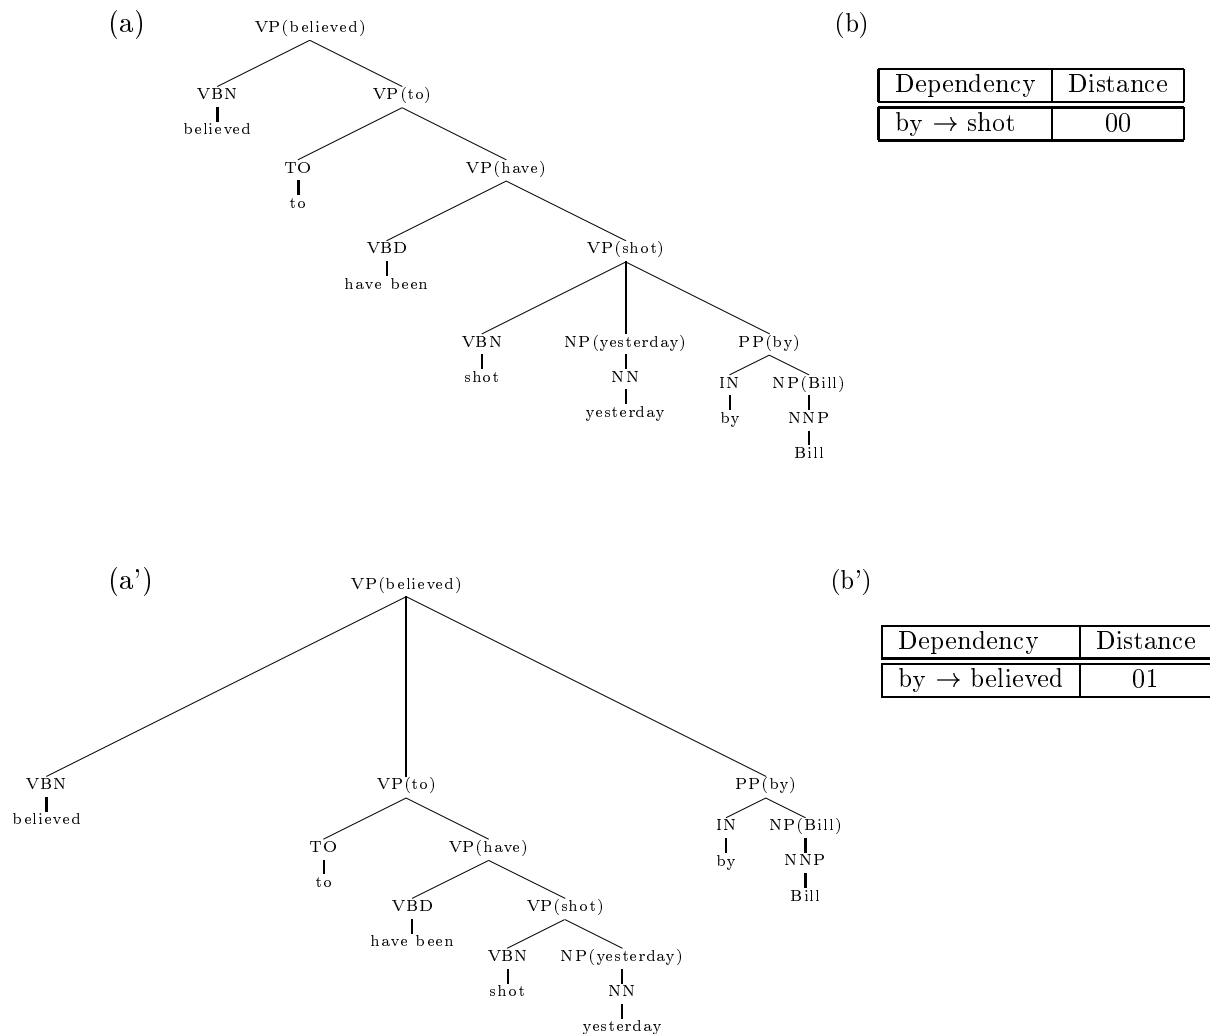 (a)
(b)
VP(believed)
Dependency Distance
VBN VP(to)
by → shot 00
believed
TO VP(have)
to
VBD VP(shot)
have been
VBN NP(yesterday) PP(by)
shot NN IN NP(Bill)
yesterday by NNP
Bill
(a') VP(believed) (b')
Dependency Distance
by → believed 01
VBN VP(to) PP(by)
believed TO VP(have) IN NP(Bill)
to by NNP
VBD VP(shot) Bill
have been
VBN NP(yesterday)
shot NN
yesterday